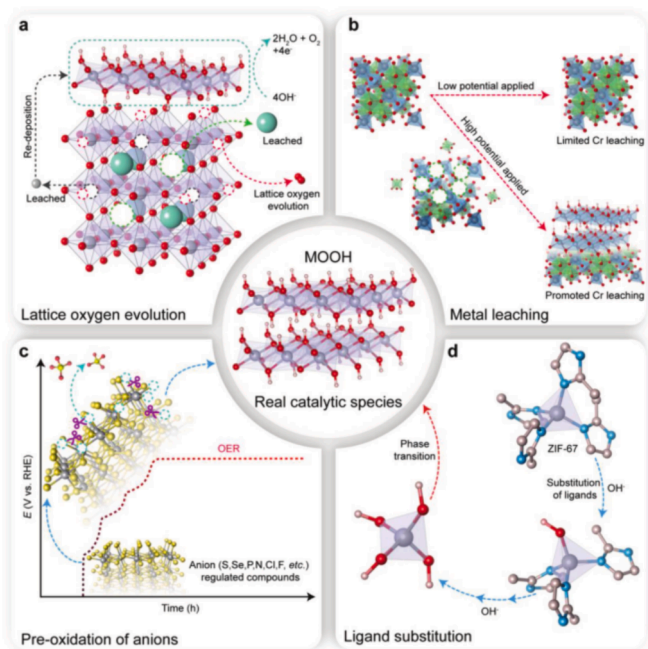 a
2H₂O + O₂
+4e⁻
4OH⁻
Re-deposition
Leached
Leached
Lattice oxygen
evolution
Lattice oxygen evolution
b
Low potential applied
High potential
applied
Limited Cr leaching
Promoted Cr leaching
Metal leaching
MOOH
Real catalytic species
c
E (V vs. RHE)
OER
Anion (S,Se,P,N,Cl,F, etc.)
regulated compounds
Time (h)
Pre-oxidation of anions
d
ZIF-67
Substitution
of ligands
OH⁻
Phase
transition
OH⁻
Ligand substitution